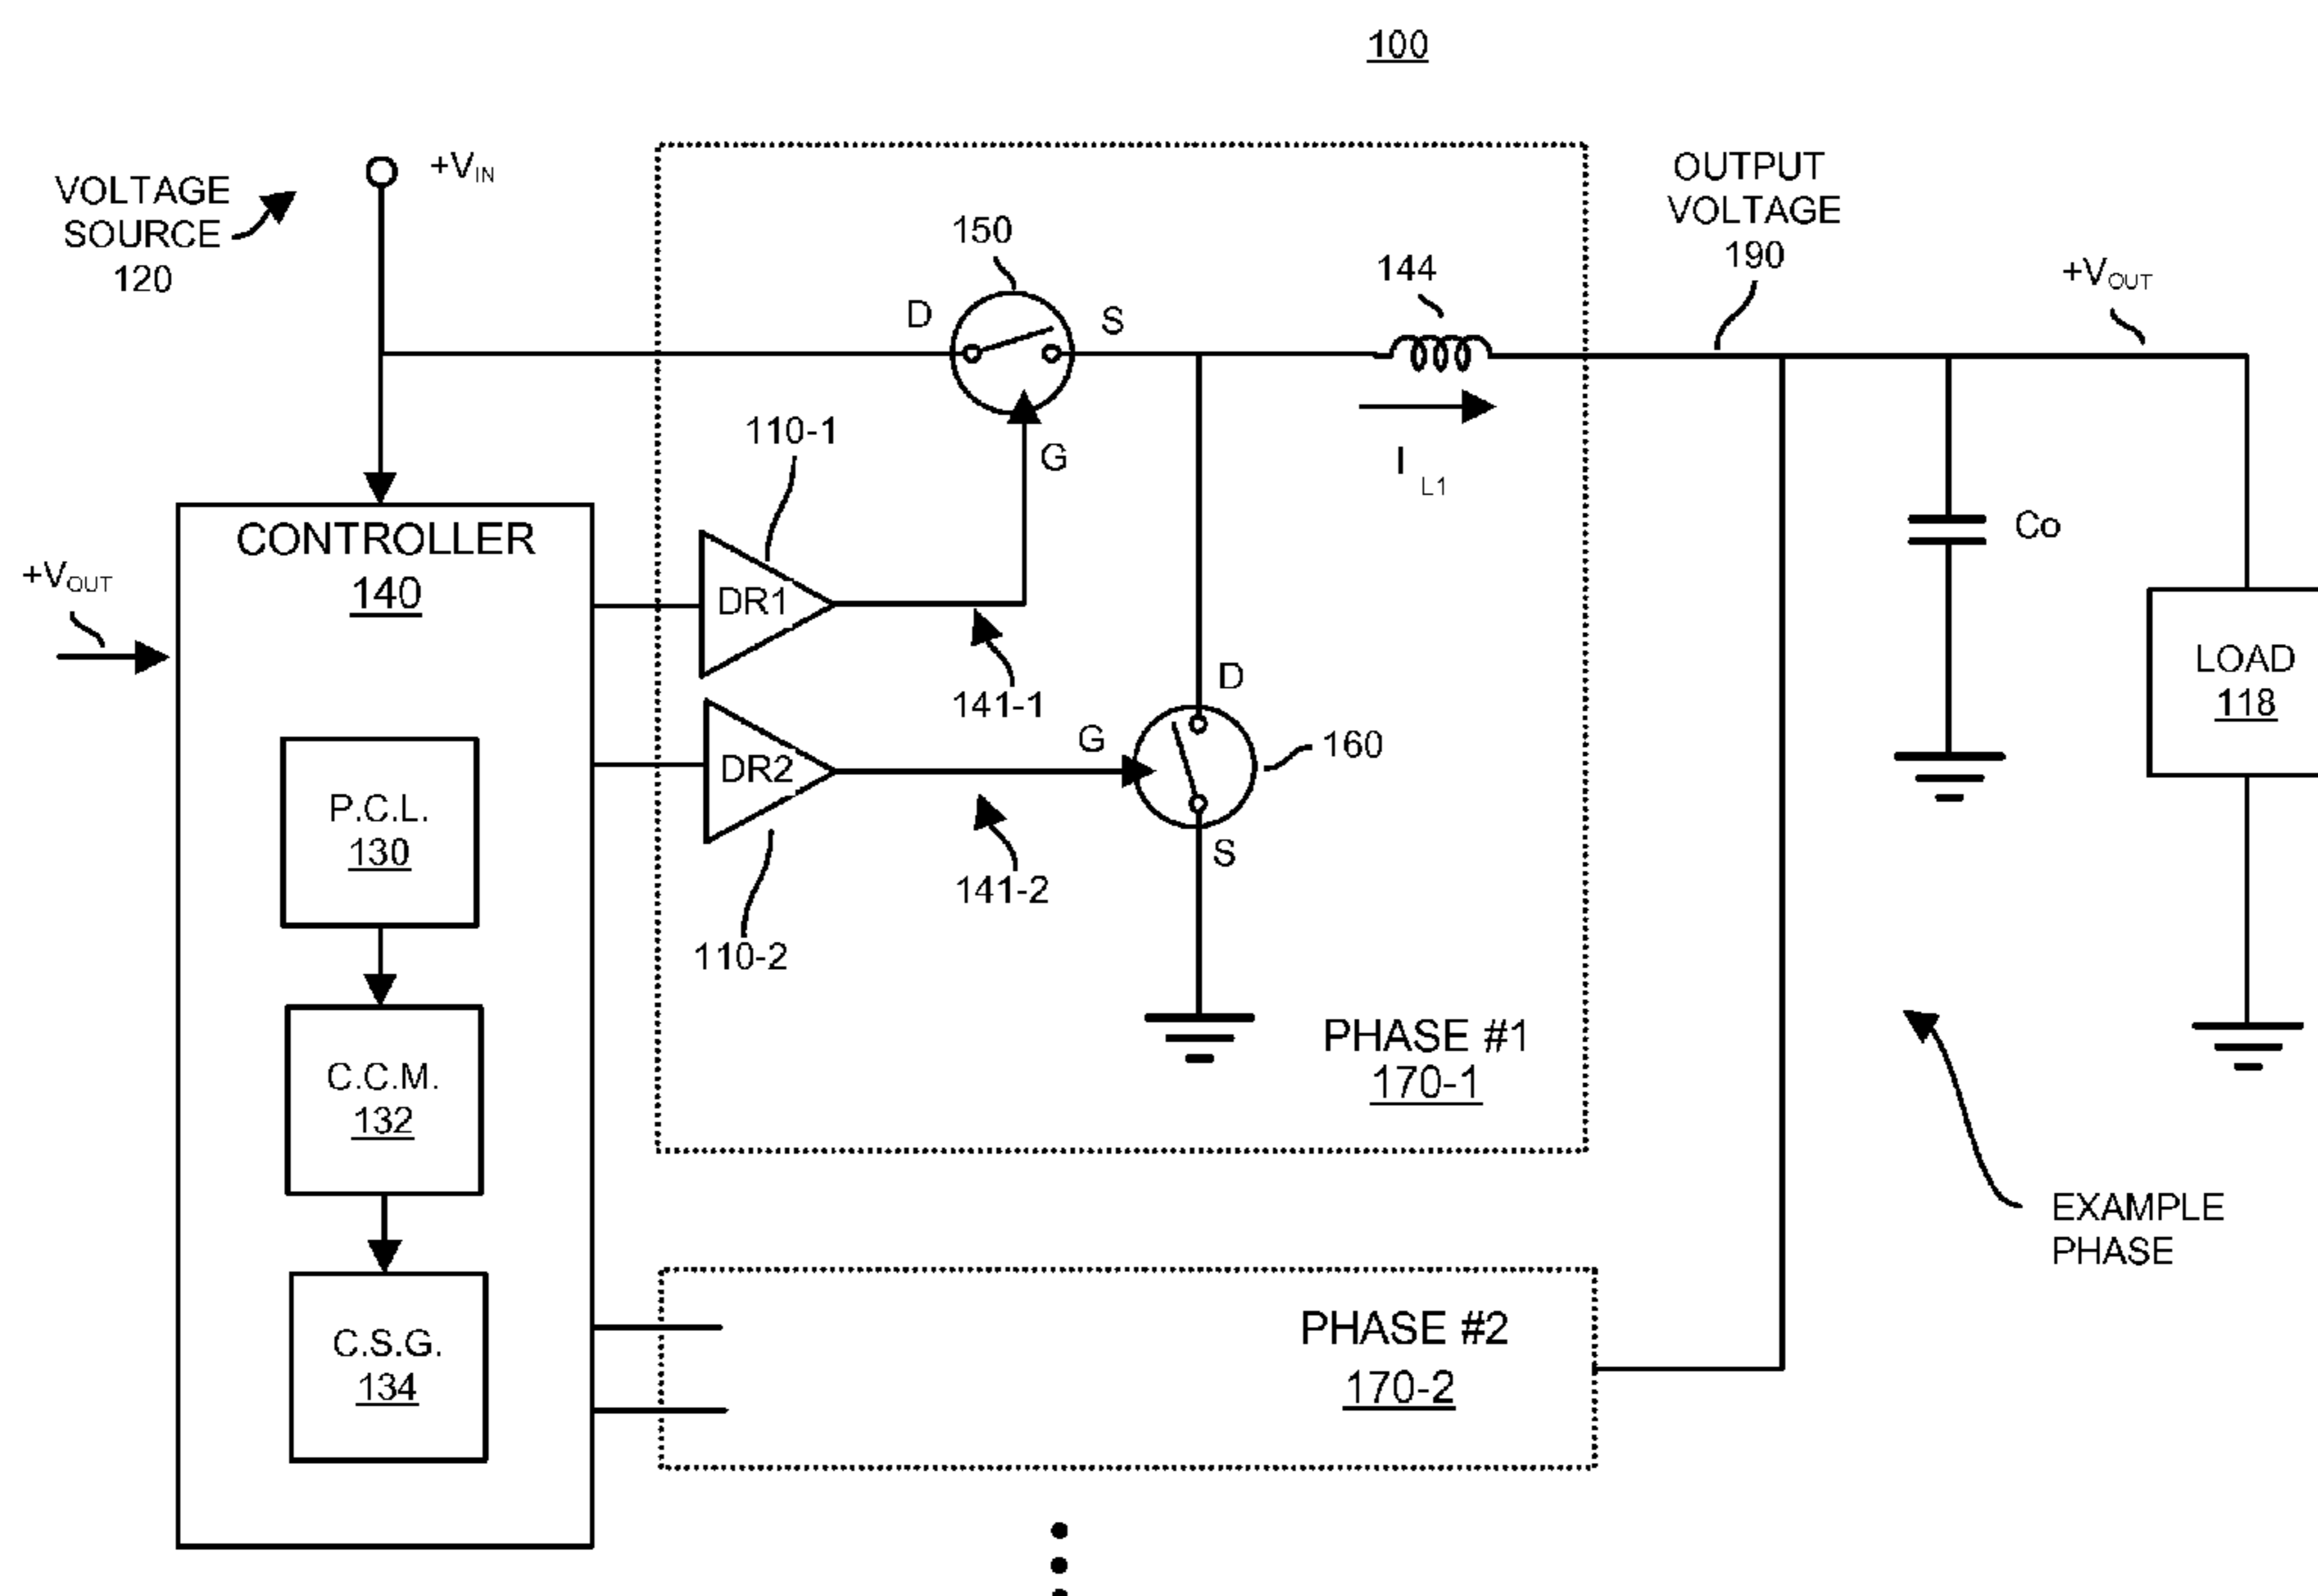 100
VOLTAGE
SOURCE
120
+VIN
150
D
S
G
144
IL1
OUTPUT
VOLTAGE
190
+VOUT
110-1
CONTROLLER
140
+VOUT
DR1
141-1
DR2
141-2
110-2
D
G
160
S
Co
LOAD
118
P.C.L.
130
C.C.M.
132
C.S.G.
134
PHASE #1
170-1
EXAMPLE
PHASE
PHASE #2
170-2